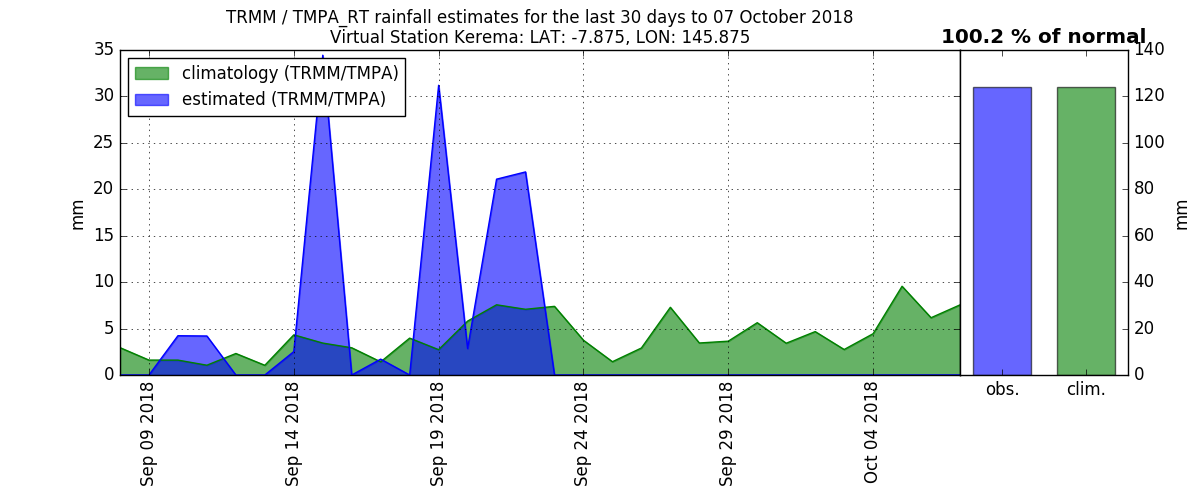 TRMM / TMPA_RT rainfall estimates for the last 30 days to 07 October 2018
Virtual Station Kerema: LAT: -7.875, LON: 145.875
100.2 % of normal
climatology (TRMM/TMPA)
estimated (TRMM/TMPA)
35
30
25
20
15
10
5
0
mm
Sep 09 2018
Sep 14 2018
Sep 19 2018
Sep 24 2018
Sep 29 2018
Oct 04 2018
obs.
clim.
140
120
100
80
60
40
20
0
mm